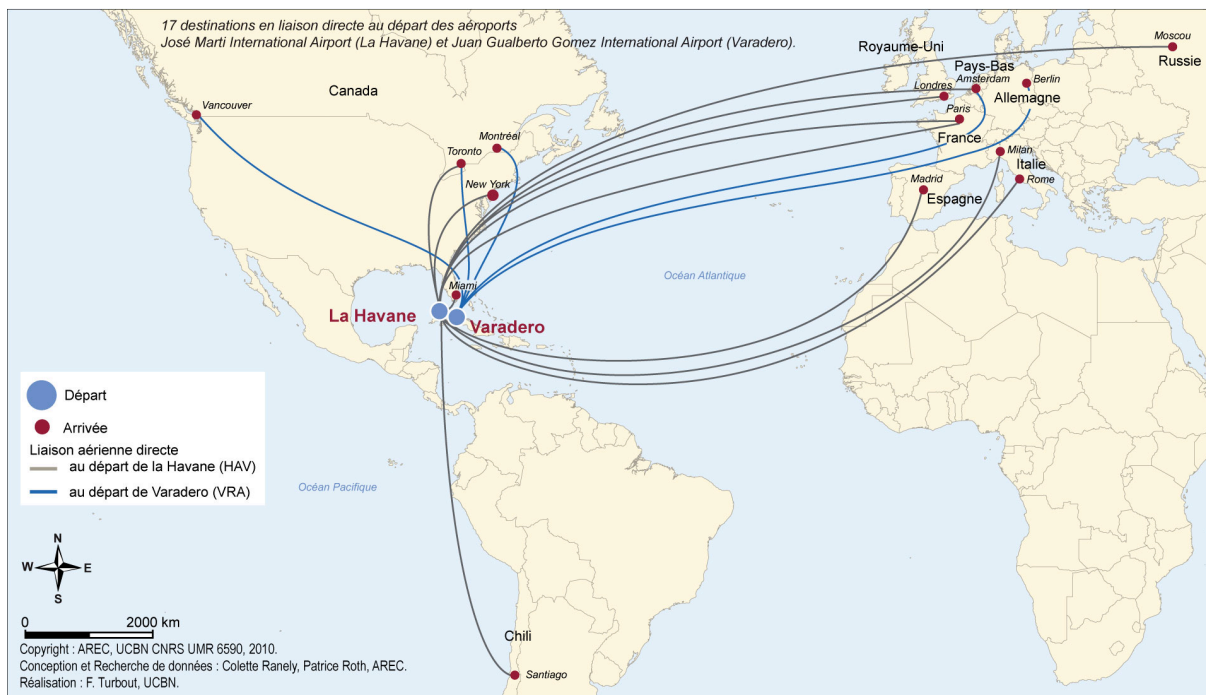 17 destinations en liaison directe au départ des aéroports
José Marti International Airport (La Havane) et Juan Gualberto Gomez International Airport (Varadero).
Moscou
Russie
Royaume-Uni
Pays-Bas
Amsterdam
Berlin
Londres
Allemagne
Canada
Vancouver
Paris
France
Montréal
Toronto
Milan
Italie
New York
Madrid
Rome
Espagne
Océan Atlantique
Miami
La Havane
Varadero
Départ
Arrivée
Liaison aérienne directe
au départ de la Havane (HAV)
au départ de Varadero (VRA)
Océan Pacifique
N
W E
S
0 2000 km
Chili
Santiago
Copyright : AREC, UCBN CNRS UMR 6590, 2010.
Conception et Recherche de données : Colette Ranely, Patrice Roth, AREC.
Réalisation : F. Turbout, UCBN.